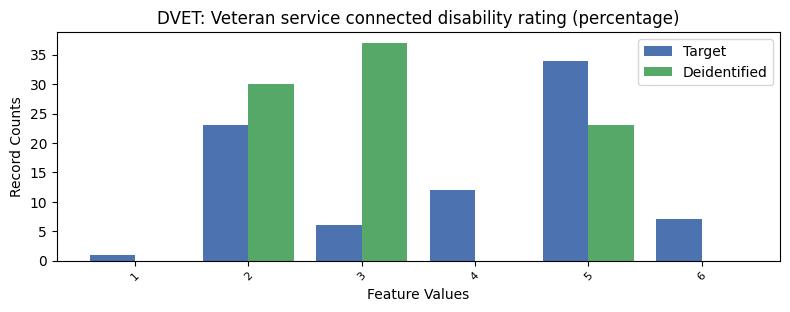 DVET: Veteran service connected disability rating (percentage)
Target
Deidentified
Record Counts
35
30
25
20
15
10
5
0
1 2 3 4 5 6
Feature Values